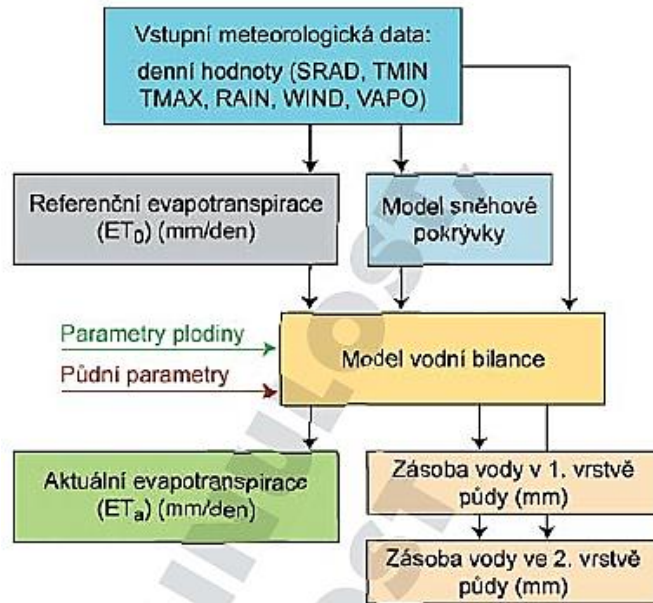 Vstupní meteorologická data:
denní hodnoty (SRAD, TMIN
TMAX, RAIN, WIND, VAPO)
Referenční evapotranspirace
(ET0) (mm/den)
Model sněhové
pokrývky
Parametry plodiny
Půdní parametry
Model vodní bilance
Aktuální evapotranspirace
(ETa) (mm/den)
Zásoba vody v 1. vrstvě
půdy (mm)
Zásoba vody ve 2. vrstvě
půdy (mm)